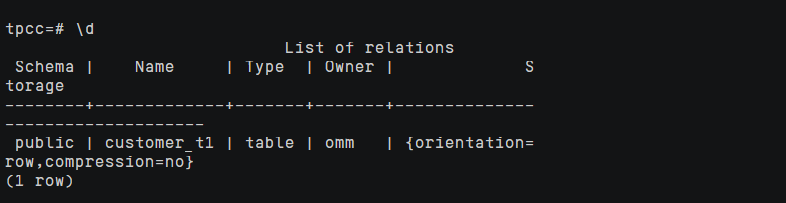 tpcc=# \d
                             List of relations
 Schema |    Name     | Type  | Owner |              S
torage
--------+-------------+-------+-------+--------------
--------------------
 public | customer_t1 | table | omm   | {orientation=
row,compression=no}
(1 row)